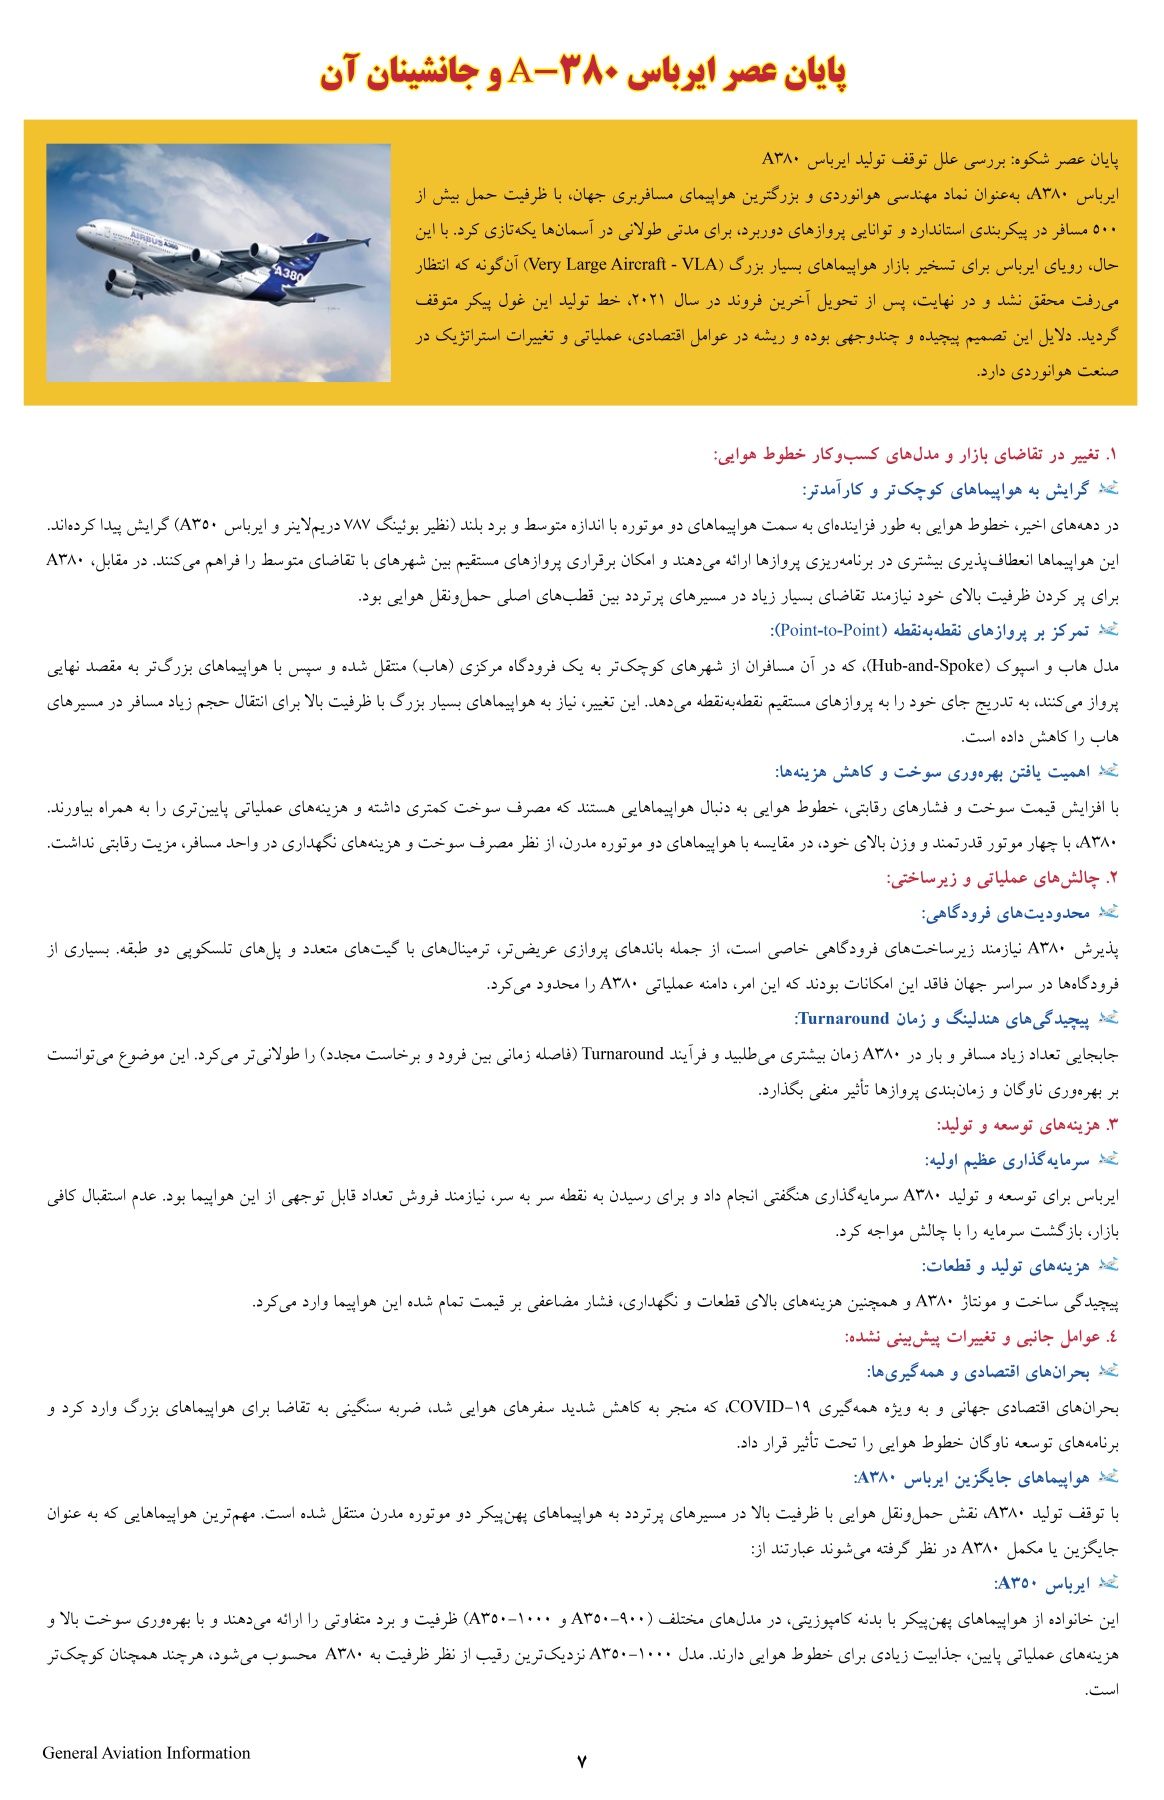 پایان عصر ایرباس A-۳۸۰ و جانشینان آن
پایان عصر شکوه: بررسی علل توقف تولید ایرباس A۳۸۰
ایرباس A۳۸۰، به‌عنوان نماد مهندسی هوانوردی و بزرگترین هواپیمای مسافربری جهان، با ظرفیت حمل بیش از
۵۰۰ مسافر در پیکربندی استاندارد و توانایی پروازهای دوربرد، برای مدتی طولانی در آسمان‌ها یکه‌تازی کرد. با این
حال، رویای ایرباس برای تسخیر بازار هواپیماهای بسیار بزرگ (Very Large Aircraft - VLA) آن‌گونه که انتظار
می‌رفت محقق نشد و در نهایت، پس از تحویل آخرین فروند در سال ۲۰۲۱، خط تولید این غول پیکر متوقف
گردید. دلایل این تصمیم پیچیده و چندوجهی بوده و ریشه در عوامل اقتصادی، عملیاتی و تغییرات استراتژیک در
صنعت هوانوردی دارد.
AIRBUS A380
A380
۱. تغییر در تقاضای بازار و مدل‌های کسب‌وکار خطوط هوایی:
گرایش به هواپیماهای کوچک‌تر و کارآمدتر:
در دهه‌های اخیر، خطوط هوایی به طور فزاینده‌ای به سمت هواپیماهای دو موتوره با اندازه متوسط و برد بلند (نظیر بوئینگ ۷۸۷ دریم‌لاینر و ایرباس A۳۵۰) گرایش پیدا کرده‌اند.
این هواپیماها انعطاف‌پذیری بیشتری در برنامه‌ریزی پروازها ارائه می‌دهند و امکان برقراری پروازهای مستقیم بین شهرهای با تقاضای متوسط را فراهم می‌کنند. در مقابل، A۳۸۰
برای پر کردن ظرفیت بالای خود نیازمند تقاضای بسیار زیاد در مسیرهای پرتردد بین قطب‌های اصلی حمل‌ونقل هوایی بود.
تمرکز بر پروازهای نقطه‌به‌نقطه (Point-to-Point):
مدل هاب و اسپوک (Hub-and-Spoke)، که در آن مسافران از شهرهای کوچک‌تر به یک فرودگاه مرکزی (هاب) منتقل شده و سپس با هواپیماهای بزرگ‌تر به مقصد نهایی
پرواز می‌کنند، به تدریج جای خود را به پروازهای مستقیم نقطه‌به‌نقطه می‌دهد. این تغییر، نیاز به هواپیماهای بسیار بزرگ با ظرفیت بالا برای انتقال حجم زیاد مسافر در مسیرهای
هاب را کاهش داده است.
اهمیت یافتن بهره‌وری سوخت و کاهش هزینه‌ها:
با افزایش قیمت سوخت و فشارهای رقابتی، خطوط هوایی به دنبال هواپیماهایی هستند که مصرف سوخت کمتری داشته و هزینه‌های عملیاتی پایین‌تری را به همراه بیاورند.
A۳۸۰، با چهار موتور قدرتمند و وزن بالای خود، در مقایسه با هواپیماهای دو موتوره مدرن، از نظر مصرف سوخت و هزینه‌های نگهداری در واحد مسافر، مزیت رقابتی نداشت.
۲. چالش‌های عملیاتی و زیرساختی:
محدودیت‌های فرودگاهی:
پذیرش A۳۸۰ نیازمند زیرساخت‌های فرودگاهی خاصی است، از جمله باندهای پروازی عریض‌تر، ترمینال‌های با گیت‌های متعدد و پل‌های تلسکوپی دو طبقه. بسیاری از
فرودگاه‌ها در سراسر جهان فاقد این امکانات بودند که این امر، دامنه عملیاتی A۳۸۰ را محدود می‌کرد.
پیچیدگی‌های هندلینگ و زمان Turnaround:
جابجایی تعداد زیاد مسافر و بار در A۳۸۰ زمان بیشتری می‌طلبید و فرآیند Turnaround (فاصله زمانی بین فرود و برخاست مجدد) را طولانی‌تر می‌کرد. این موضوع می‌توانست
بر بهره‌وری ناوگان و زمان‌بندی پروازها تأثیر منفی بگذارد.
۳. هزینه‌های توسعه و تولید:
سرمایه‌گذاری عظیم اولیه:
ایرباس برای توسعه و تولید A۳۸۰ سرمایه‌گذاری هنگفتی انجام داد و برای رسیدن به نقطه سر به سر، نیازمند فروش تعداد قابل توجهی از این هواپیما بود. عدم استقبال کافی
بازار، بازگشت سرمایه را با چالش مواجه کرد.
هزینه‌های تولید و قطعات:
پیچیدگی ساخت و مونتاژ A۳۸۰ و همچنین هزینه‌های بالای قطعات و نگهداری، فشار مضاعفی بر قیمت تمام شده این هواپیما وارد می‌کرد.
٤. عوامل جانبی و تغییرات پیش‌بینی نشده:
بحران‌های اقتصادی و همه‌گیری‌ها:
بحران‌های اقتصادی جهانی و به ویژه همه‌گیری COVID-۱۹، که منجر به کاهش شدید سفرهای هوایی شد، ضربه سنگینی به تقاضا برای هواپیماهای بزرگ وارد کرد و
برنامه‌های توسعه ناوگان خطوط هوایی را تحت تأثیر قرار داد.
هواپیماهای جایگزین ایرباس A۳۸۰:
با توقف تولید A۳۸۰، نقش حمل‌ونقل هوایی با ظرفیت بالا در مسیرهای پرتردد به هواپیماهای پهن‌پیکر دو موتوره مدرن منتقل شده است. مهم‌ترین هواپیماهایی که به عنوان
جایگزین یا مکمل A۳۸۰ در نظر گرفته می‌شوند عبارتند از:
ایرباس A۳۵۰:
این خانواده از هواپیماهای پهن‌پیکر با بدنه کامپوزیتی، در مدل‌های مختلف (A۳۵۰-۹۰۰ و A۳۵۰-۱۰۰۰) ظرفیت و برد متفاوتی را ارائه می‌دهند و با بهره‌وری سوخت بالا و
هزینه‌های عملیاتی پایین، جذابیت زیادی برای خطوط هوایی دارند. مدل A۳۵۰-۱۰۰۰ نزدیک‌ترین رقیب از نظر ظرفیت به A۳۸۰ محسوب می‌شود، هرچند همچنان کوچک‌تر
است.
General Aviation Information
۷